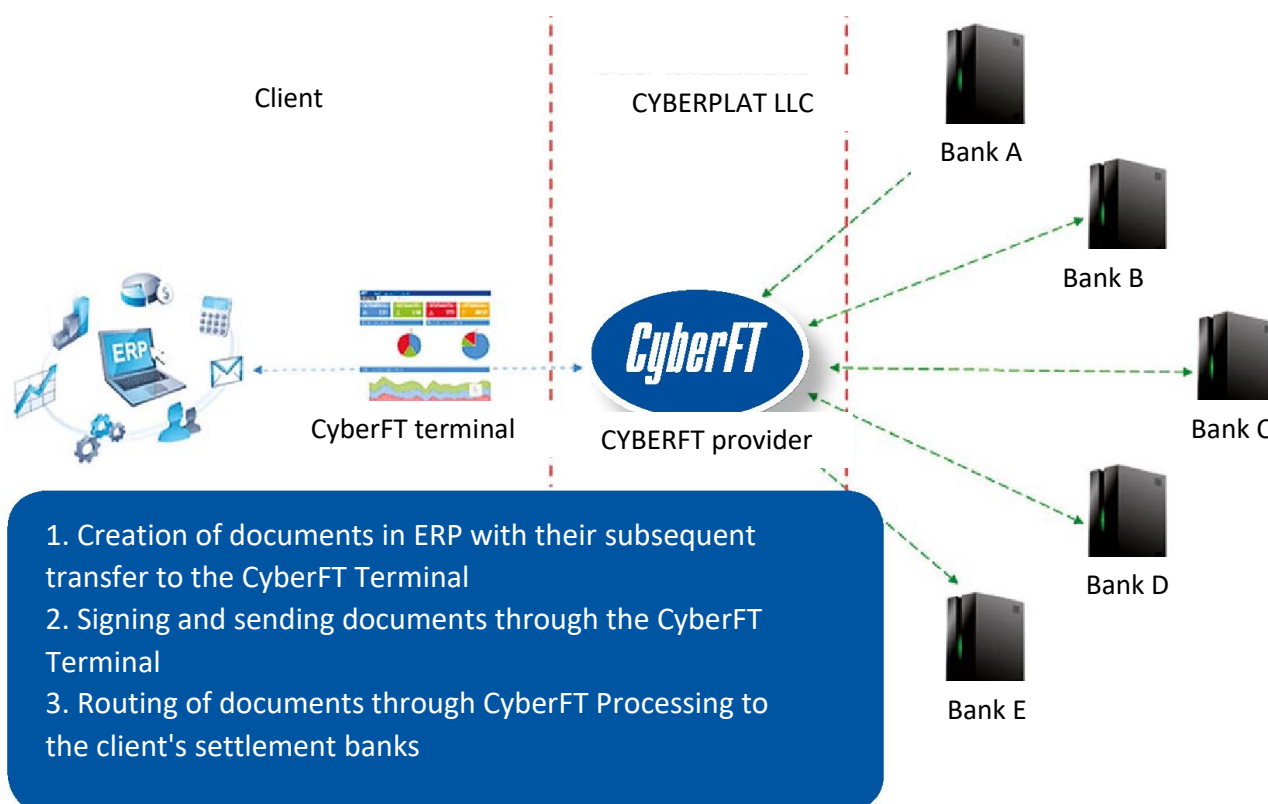 Client
CYBERPLAT LLC
Bank A
Bank B
ERP
CyberFT
Bank C
CyberFT terminal
CYBERFT provider
1. Creation of documents in ERP with their subsequent
transfer to the CyberFT Terminal
2. Signing and sending documents through the CyberFT
Terminal
3. Routing of documents through CyberFT Processing to
the client's settlement banks
Bank D
Bank E